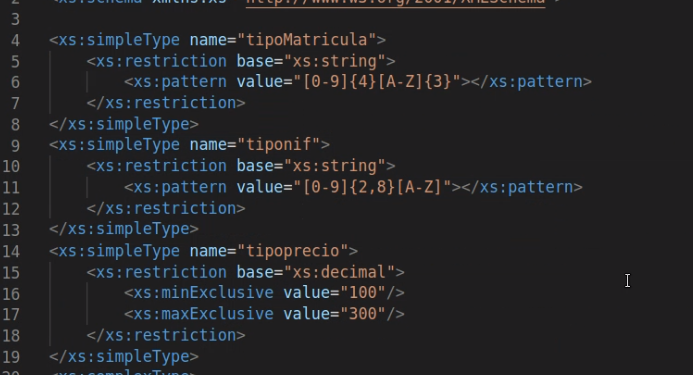 2 <xs:schema xmlns:xs="http://www.w3.org/2001/XMLSchema">
3
4 <xs:simpleType name="tipoMatricula">
5 <xs:restriction base="xs:string">
6 <xs:pattern value="[0-9]{4}[A-Z]{3}"></xs:pattern>
7 </xs:restriction>
8 </xs:simpleType>
9 <xs:simpleType name="tiponif">
10 <xs:restriction base="xs:string">
11 <xs:pattern value="[0-9]{2,8}[A-Z]"></xs:pattern>
12 </xs:restriction>
13 </xs:simpleType>
14 <xs:simpleType name="tipoprecio">
15 <xs:restriction base="xs:decimal">
16 <xs:minExclusive value="100"/>
17 <xs:maxExclusive value="300"/>
18 </xs:restriction>
19 </xs:simpleType>
20 <xs:complexType>